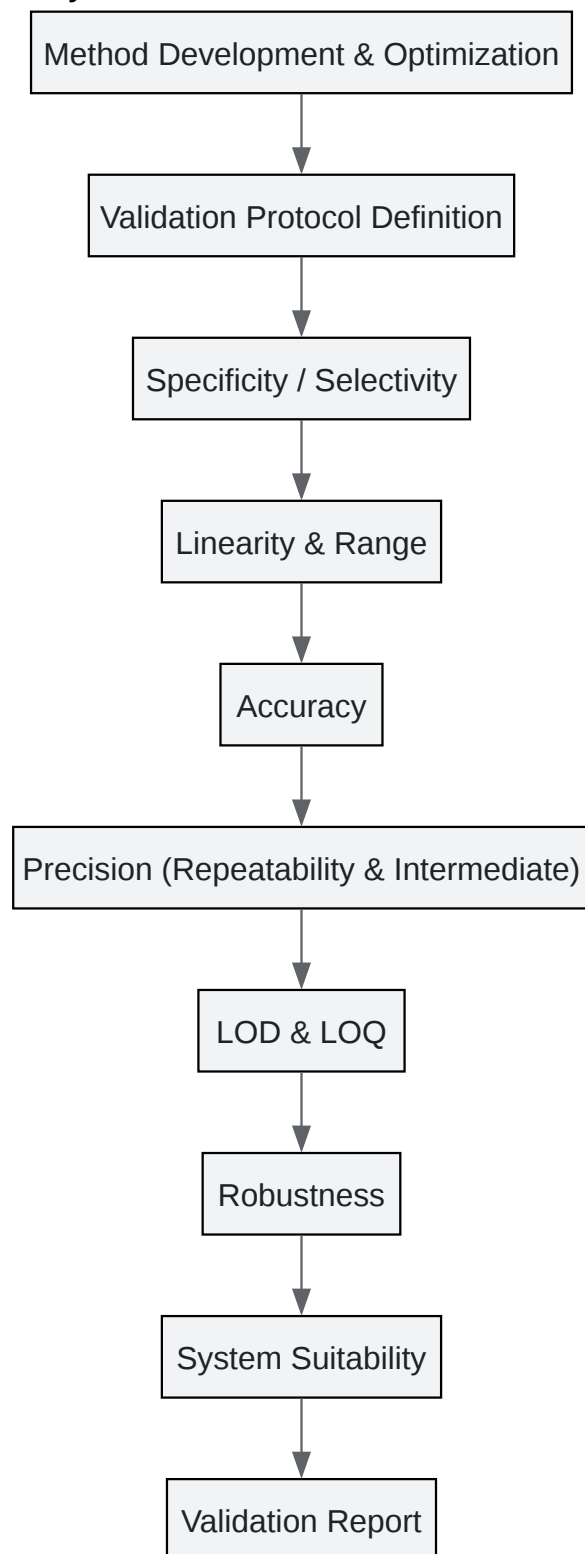 Method Development & Optimization
Validation Protocol Definition
Specificity / Selectivity
Linearity & Range
Accuracy
Precision (Repeatability & Intermediate)
LOD & LOQ
Robustness
System Suitability
Validation Report